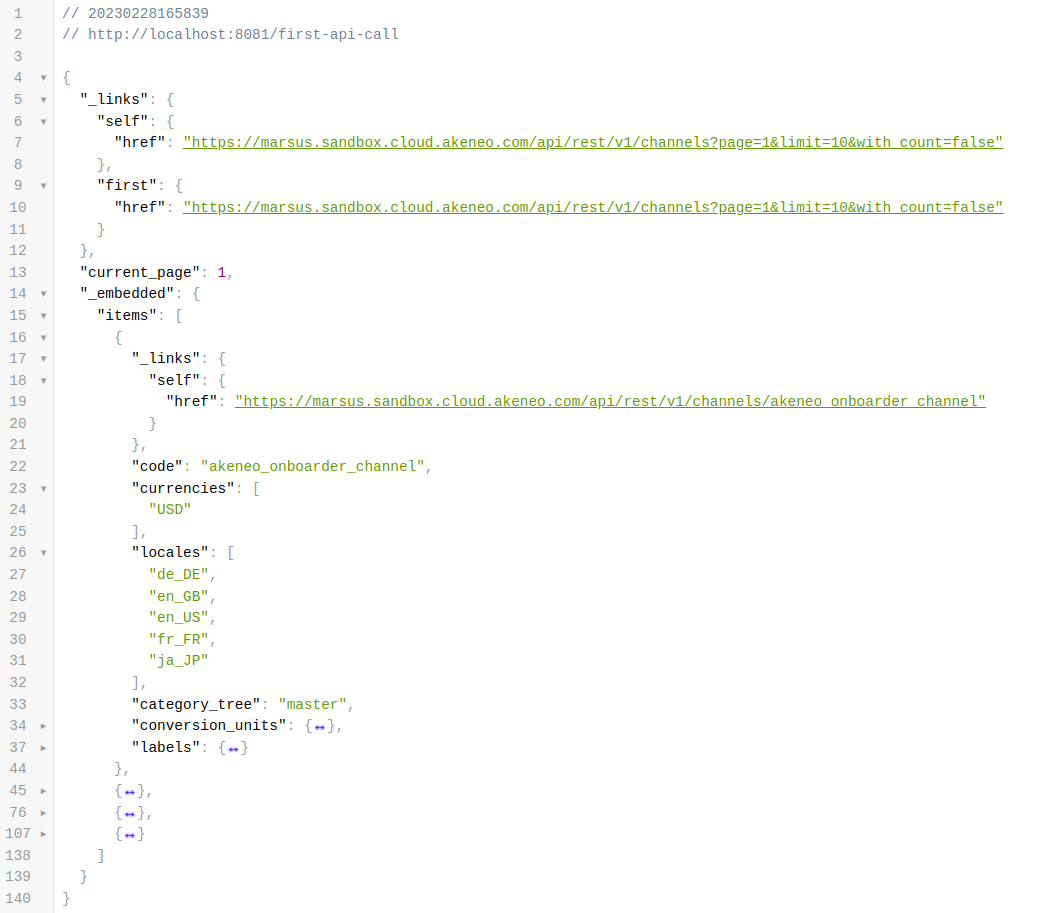 1 // 20230228165839
2 // http://localhost:8081/first-api-call
3
4 ▾ {
5 ▾   "_links": {
6 ▾     "self": {
7       "href": "https://marsus.sandbox.cloud.akeneo.com/api/rest/v1/channels?page=1&limit=10&with_count=false"
8     },
9 ▾     "first": {
10       "href": "https://marsus.sandbox.cloud.akeneo.com/api/rest/v1/channels?page=1&limit=10&with_count=false"
11     }
12   },
13   "current_page": 1,
14 ▾   "_embedded": {
15 ▾     "items": [
16 ▾       {
17 ▾         "_links": {
18 ▾           "self": {
19             "href": "https://marsus.sandbox.cloud.akeneo.com/api/rest/v1/channels/akeneo_onboarder_channel"
20           }
21         },
22         "code": "akeneo_onboarder_channel",
23 ▾         "currencies": [
24           "USD"
25         ],
26 ▾         "locales": [
27           "de_DE",
28           "en_GB",
29           "en_US",
30           "fr_FR",
31           "ja_JP"
32         ],
33         "category_tree": "master",
34 ▸         "conversion_units": {↔},
37 ▸         "labels": {↔}
44       },
45 ▸       {↔},
76 ▸       {↔},
107 ▸       {↔}
138     ]
139   }
140 }